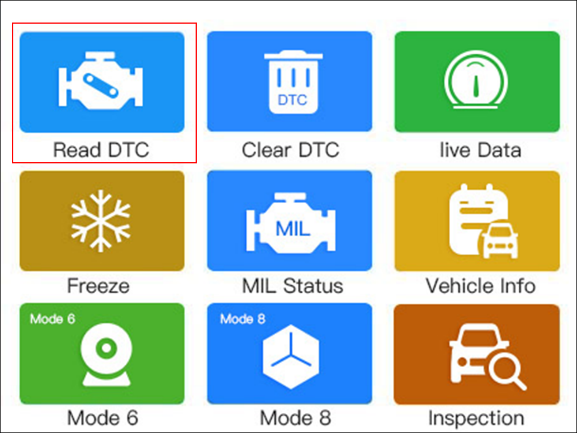 Read DTC
DTC
Clear DTC
live Data
Freeze
MIL
MIL Status
Vehicle Info
Mode 6
Mode 6
Mode 8
Mode 8
Inspection